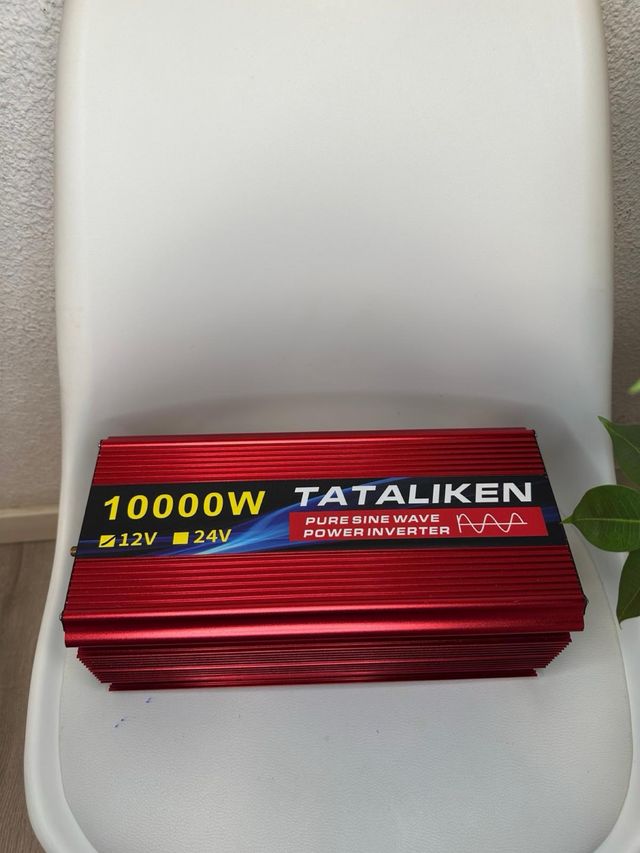 10000W
12V 24V
TATALIKEN
PURE SINE WAVE
POWER INVERTER